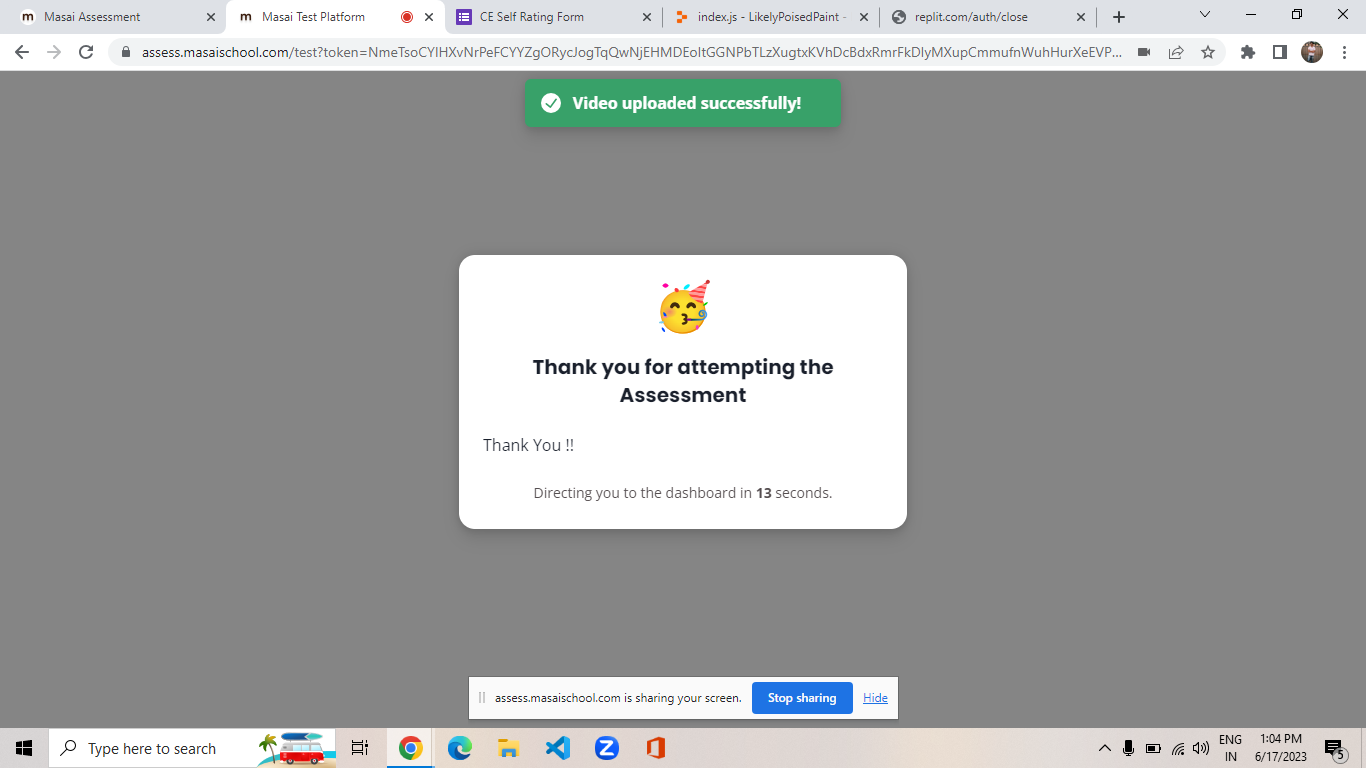 Masai Assessment
Masai Test Platform
CE Self Rating Form
index.js - LikelyPoisedPaint -
replit.com/auth/close
assess.masaischool.com/test?token=NmeTsoCYIHXvNrPeFCYYZgORycJogTqQwNjEHMDEoItGGNPbTLzXugtxKVhDcBdxRmrFkDlyMXupCmmufnWuhHurXeEVP...
Video uploaded successfully!
Thank you for attempting the
Assessment
Thank You !!
Directing you to the dashboard in 13 seconds.
assess.masaischool.com is sharing your screen.
Stop sharing
Hide
Type here to search
ENG
IN
1:04 PM
6/17/2023
5